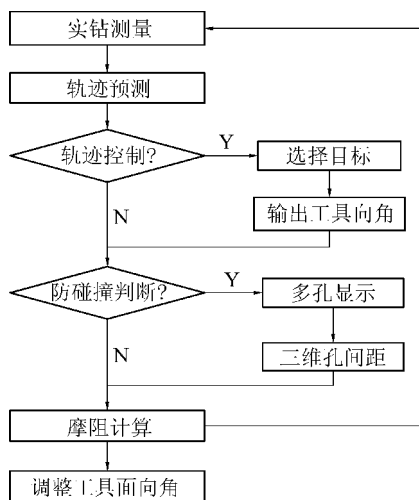 实钻测量
轨迹预测
轨迹控制?
Y
选择目标
N
输出工具向角
防碰撞判断?
Y
多孔显示
N
三维孔间距
摩阻计算
调整工具面向角